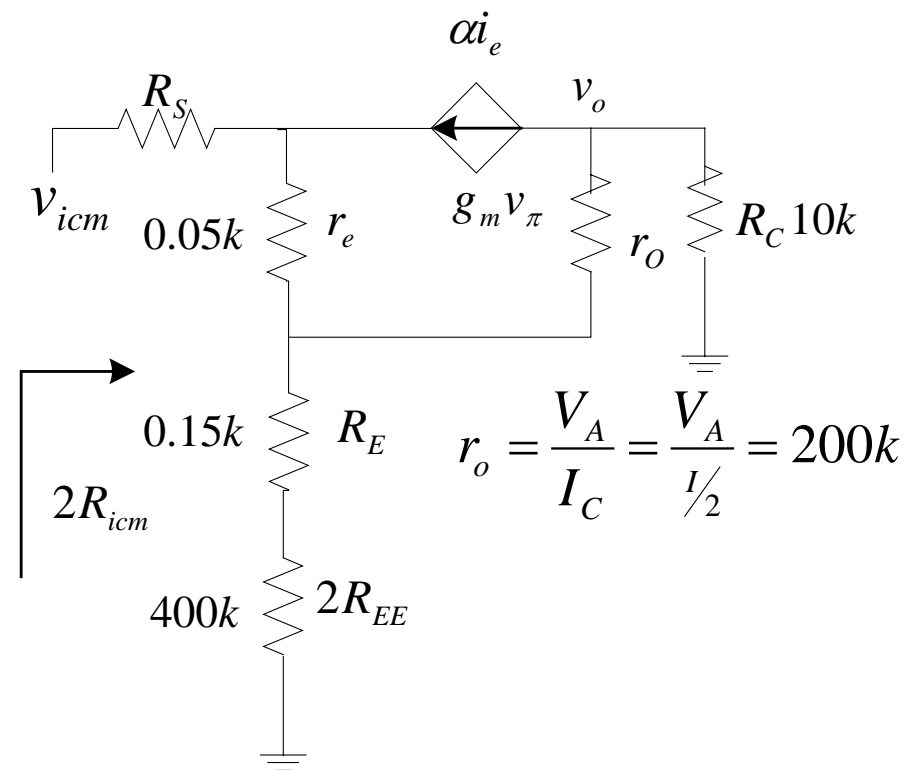 αi_e
R_S
v_o
v_icm
0.05k
r_e
g_m v_π
r_O
R_C 10k
0.15k
R_E
r_o = V_A / I_C = V_A / I/2 = 200k
2R_icm
400k
2R_EE